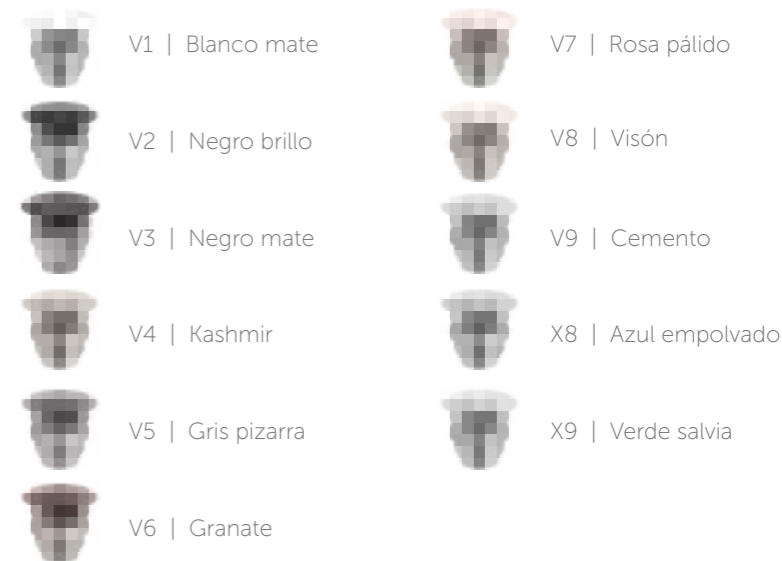 V1 | Blanco mate
V2 | Negro brillo
V3 | Negro mate
V4 | Kashmir
V5 | Gris pizarra
V6 | Granate
V7 | Rosa pálido
V8 | Visón
V9 | Cemento
X8 | Azul empolvado
X9 | Verde salvia